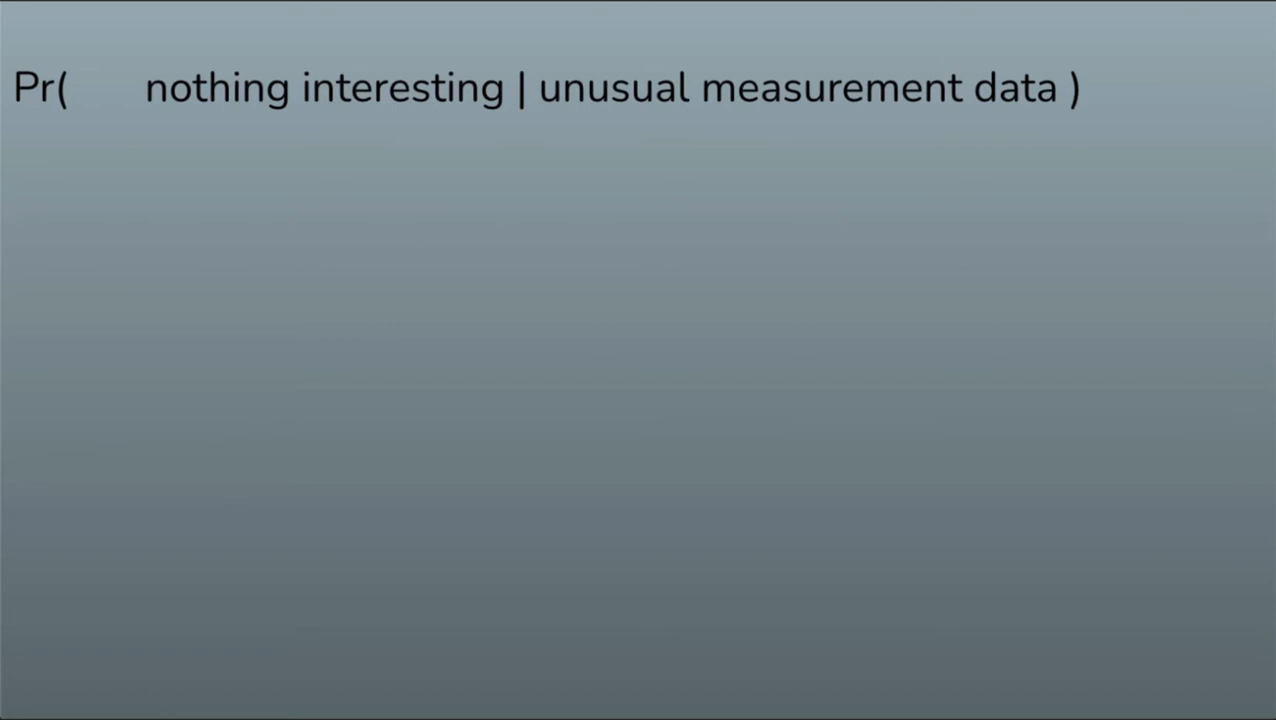 Pr( nothing interesting | unusual measurement data )